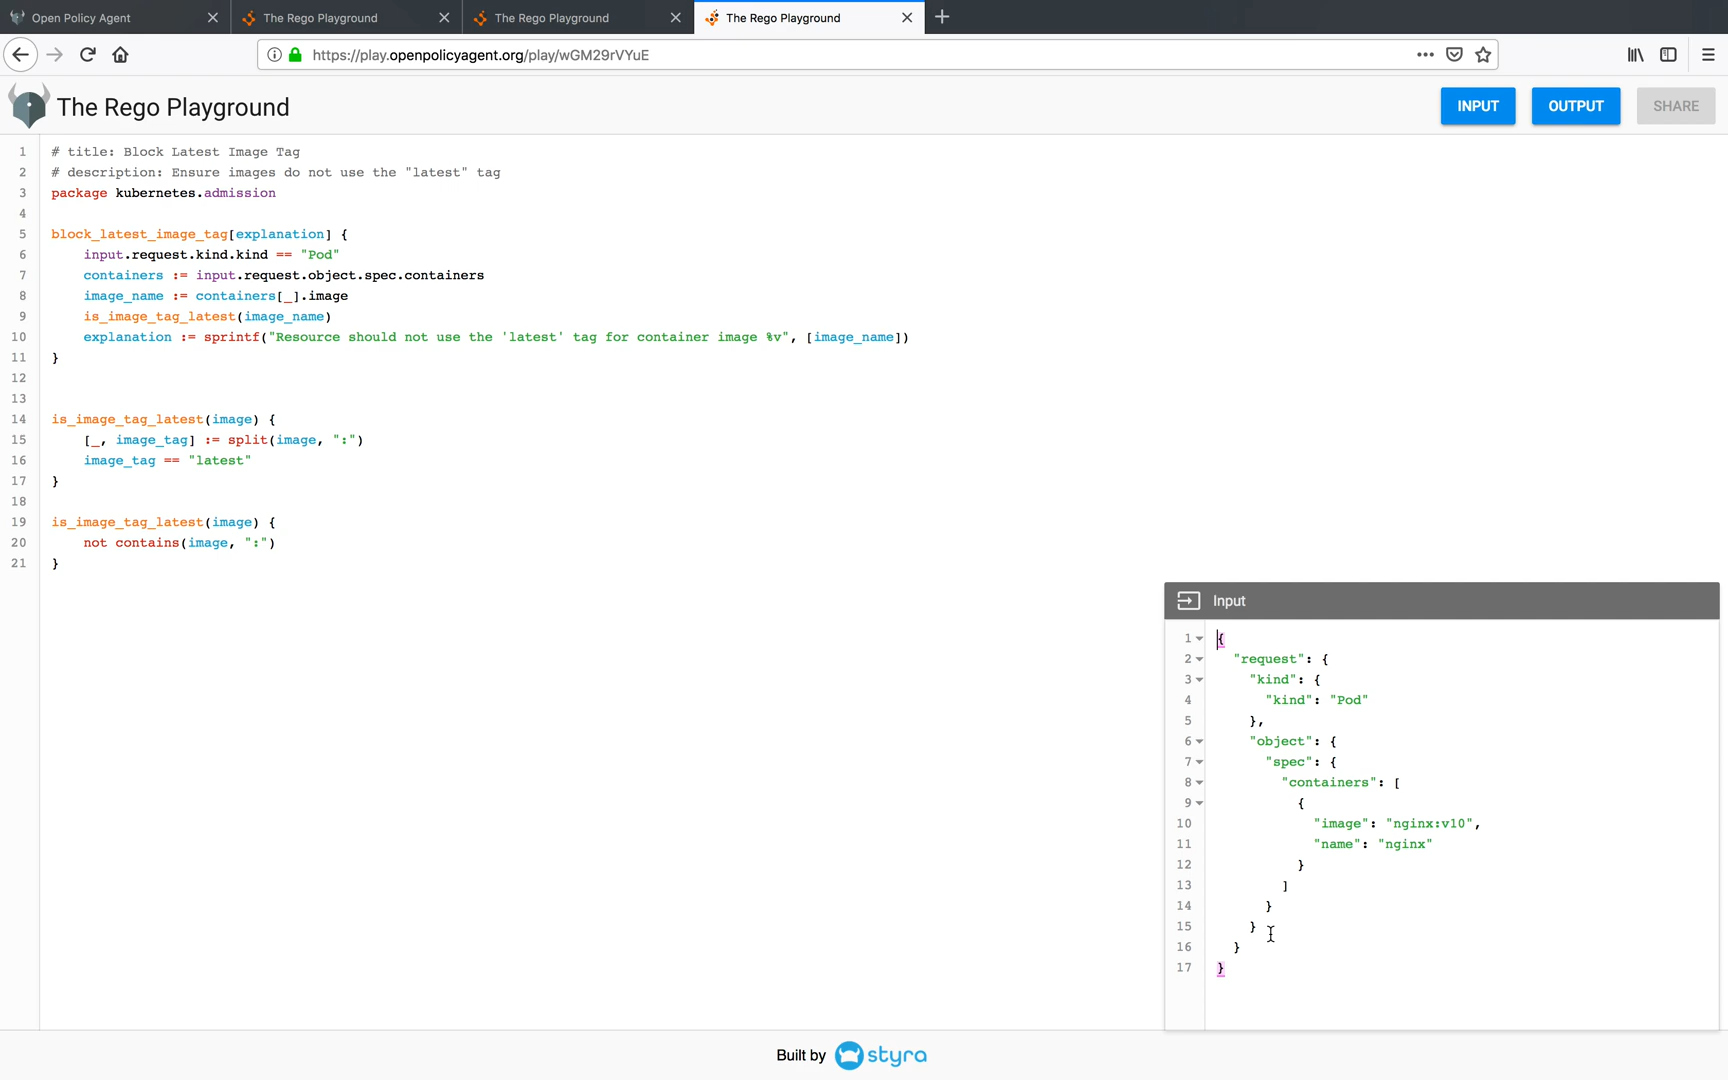 Open Policy Agent
The Rego Playground
The Rego Playground
The Rego Playground
https://play.openpolicyagent.org/play/wGM29rVYuE
The Rego Playground
INPUT
OUTPUT
SHARE
1 # title: Block Latest Image Tag
2 # description: Ensure images do not use the "latest" tag
3 package kubernetes.admission
4
5 block_latest_image_tag[explanation] {
6 input.request.kind.kind == "Pod"
7 containers := input.request.object.spec.containers
8 image_name := containers[_].image
9 is_image_tag_latest(image_name)
10 explanation := sprintf("Resource should not use the 'latest' tag for container image %v", [image_name])
11 }
12
13
14 is_image_tag_latest(image) {
15 [_, image_tag] := split(image, ":")
16 image_tag == "latest"
17 }
18
19 is_image_tag_latest(image) {
20 not contains(image, ":")
21 }
Input
1 {
2 "request": {
3 "kind": {
4 "kind": "Pod"
5 },
6 "object": {
7 "spec": {
8 "containers": [
9 {
10 "image": "nginx:v10",
11 "name": "nginx"
12 }
13 ]
14 }
15 }
16 }
17 }
Built by styra